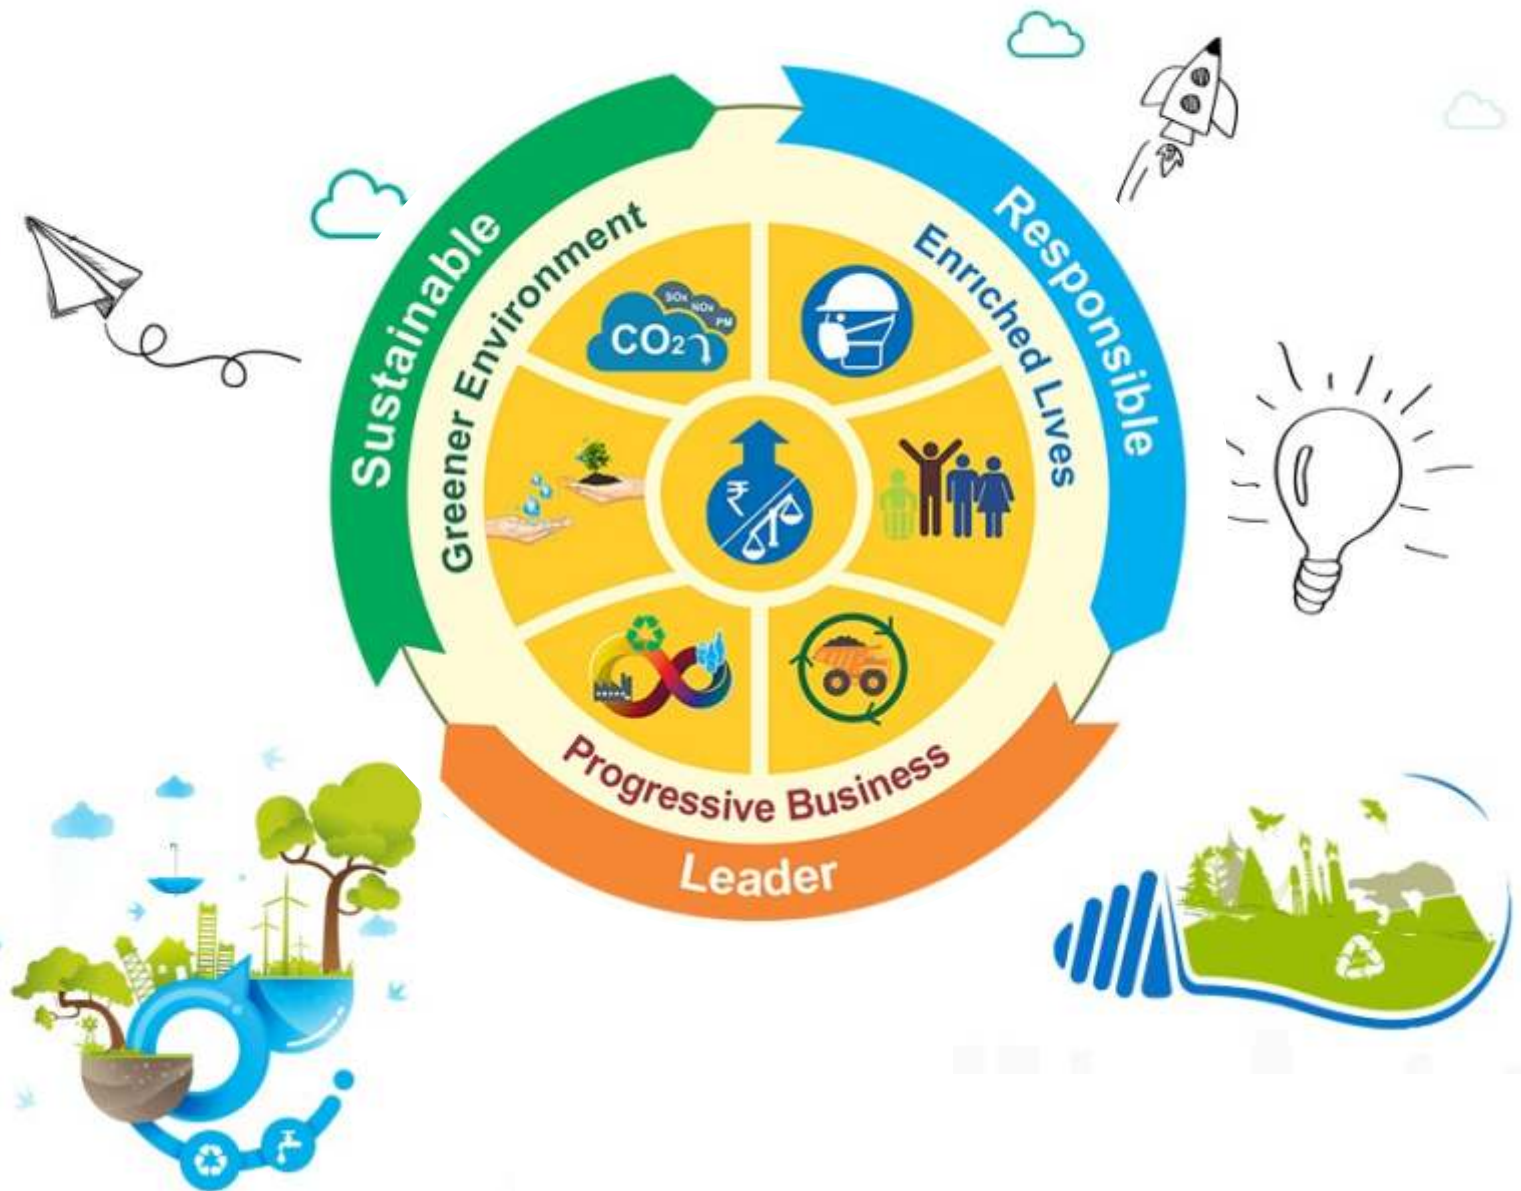 Sustainable
Responsible
Greener Environment
Enriched Lives
SOx
NOx
PM
CO2
₹
Progressive Business
Leader